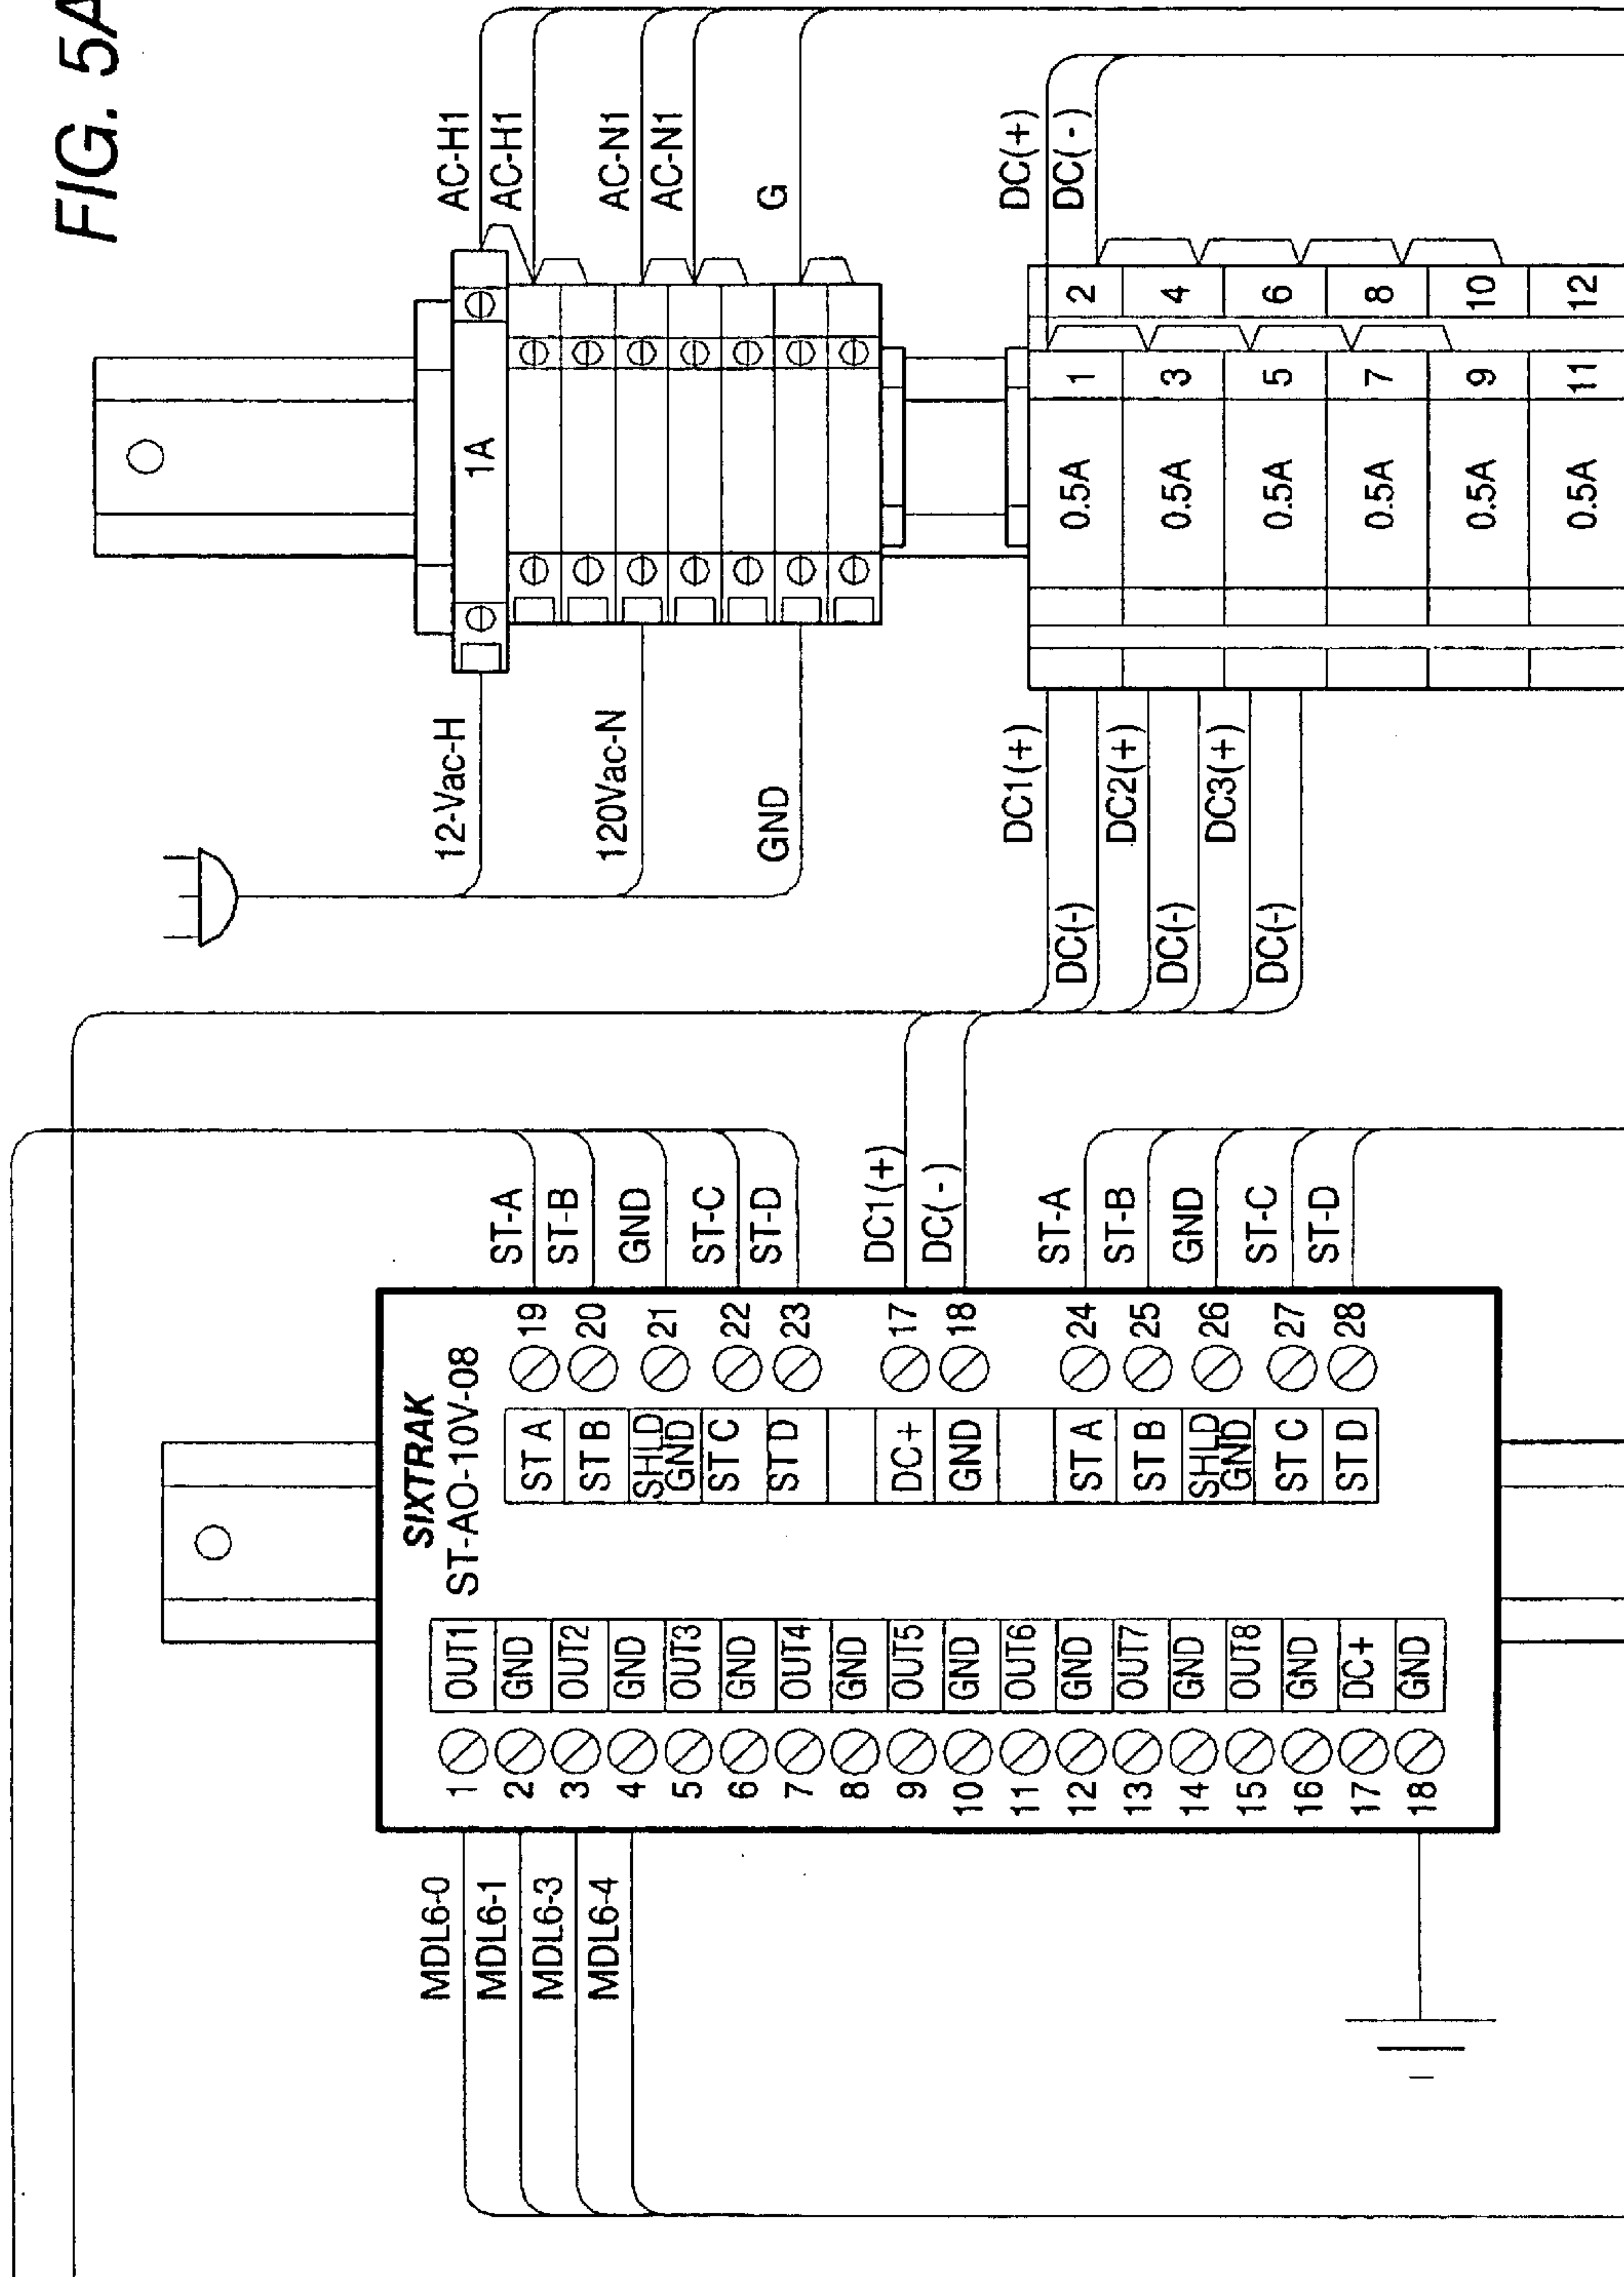 FIG. 5A
AC-H1
AC-H1
AC-N1
AC-N1
G
DC(+)
DC(-)
1A
2
4
6
8
10
12
1
3
5
7
9
11
0.5A
0.5A
0.5A
0.5A
0.5A
0.5A
12-Vac-H
120Vac-N
GND
DC1(+)
DC(-)
DC2(+)
DC(-)
DC3(+)
DC(-)
ST-A
ST-B
GND
ST-C
ST-D
DC1(+)
DC(-)
ST-A
ST-B
GND
ST-C
ST-D
SIXTRAK
ST-AO-10V-08
19
20
21
22
23
17
18
24
25
26
27
28
ST A
ST B
SHLD
GND
ST C
ST D
DC+
GND
ST A
ST B
SHLD
GND
ST C
ST D
OUT1
GND
OUT2
GND
OUT3
GND
OUT4
GND
OUT5
GND
OUT6
GND
OUT7
GND
OUT8
GND
DC+
GND
1
2
3
4
5
6
7
8
9
10
11
12
13
14
15
16
17
18
MDL6-0
MDL6-1
MDL6-3
MDL6-4